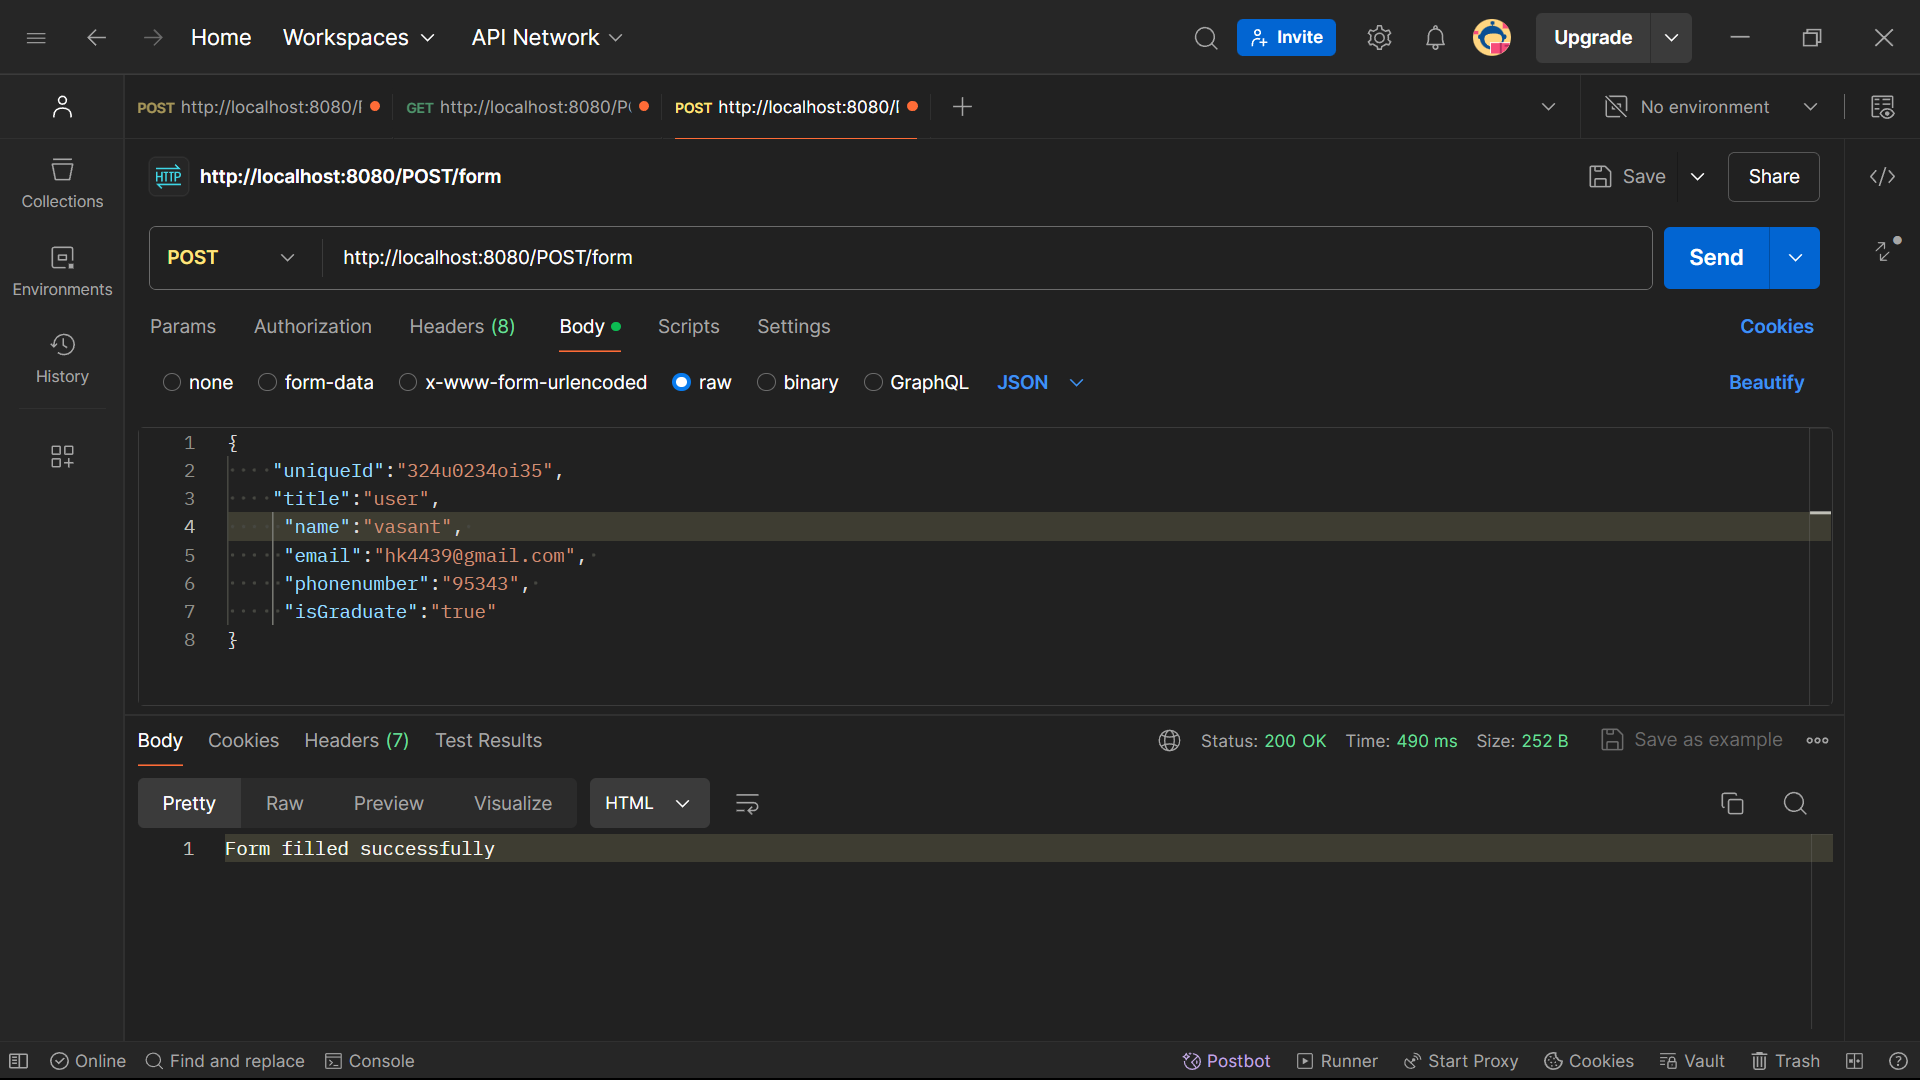 Home Workspaces API Network Invite Upgrade
POST http://localhost:8080/ GET http://localhost:8080/P POST http://localhost:8080/ No environment
HTTP http://localhost:8080/POST/form Save Share
Collections
POST http://localhost:8080/POST/form Send
Environments
Params Authorization Headers (8) Body Scripts Settings Cookies
History
none form-data x-www-form-urlencoded raw binary GraphQL JSON Beautify
1 {
2 "uniqueId":"324u0234oi35",
3 "title":"user",
4 "name":"vasant",
5 "email":"hk4439@gmail.com",
6 "phonenumber":"95343",
7 "isGraduate":"true"
8 }
Body Cookies Headers (7) Test Results Status: 200 OK Time: 490 ms Size: 252 B Save as example
Pretty Raw Preview Visualize HTML
1 Form filled successfully
Online Find and replace Console Postbot Runner Start Proxy Cookies Vault Trash